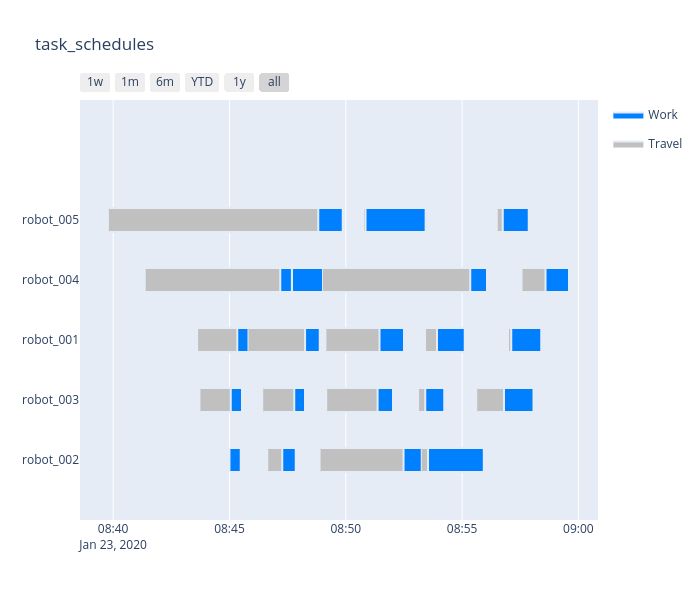 task_schedules
1w 1m 6m YTD 1y all
Work
Travel
robot_005
robot_004
robot_001
robot_003
robot_002
08:40 08:45 08:50 08:55 09:00
Jan 23, 2020